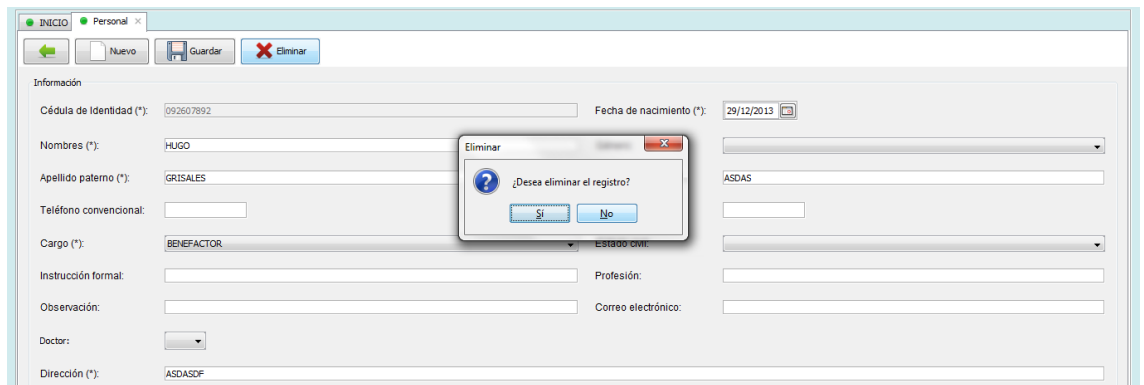 INICIO Personal
Nuevo Guardar Eliminar
Información
Cédula de Identidad (*): 092607892 Fecha de nacimiento (*): 29/12/2013
Nombres (*): HUGO
Eliminar
Apellido paterno (*): GRISALES ASDAS
¿Desea eliminar el registro?
Teléfono convencional:
Sí No
Cargo (*): BENEFACTOR Estado civil:
Instrucción formal: Profesión:
Observación: Correo electrónico:
Doctor:
Dirección (*): ASDASDF